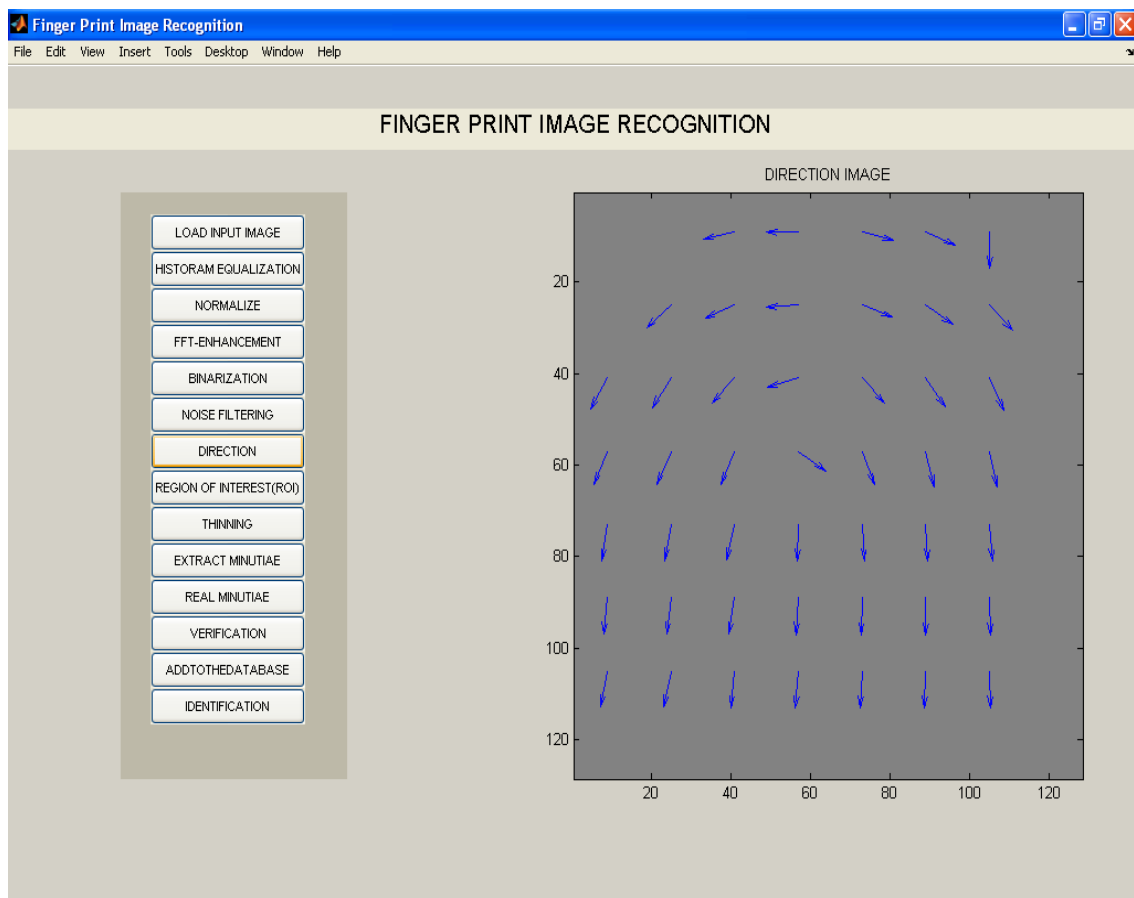 Finger Print Image Recognition
File Edit View Insert Tools Desktop Window Help
FINGER PRINT IMAGE RECOGNITION
LOAD INPUT IMAGE
HISTORAM EQUALIZATION
NORMALIZE
FFT-ENHANCEMENT
BINARIZATION
NOISE FILTERING
DIRECTION
REGION OF INTEREST(ROI)
THINNING
EXTRACT MINUTIAE
REAL MINUTIAE
VERIFICATION
ADDTOTHEDATABASE
IDENTIFICATION
DIRECTION IMAGE
20
40
60
80
100
120
20 40 60 80 100 120